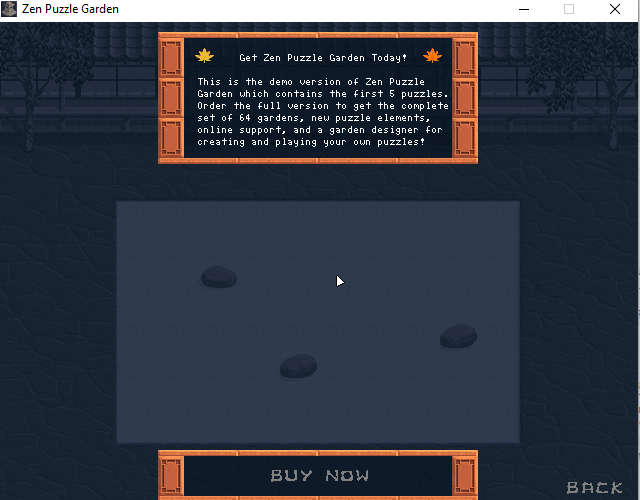 Zen Puzzle Garden
Get Zen Puzzle Garden Today!
This is the demo version of Zen Puzzle
Garden which contains the first 5 puzzles.
Order the full version to get the complete
set of 64 gardens, new puzzle elements,
online support, and a garden designer for
creating and playing your own puzzles!
BUY NOW
BACK